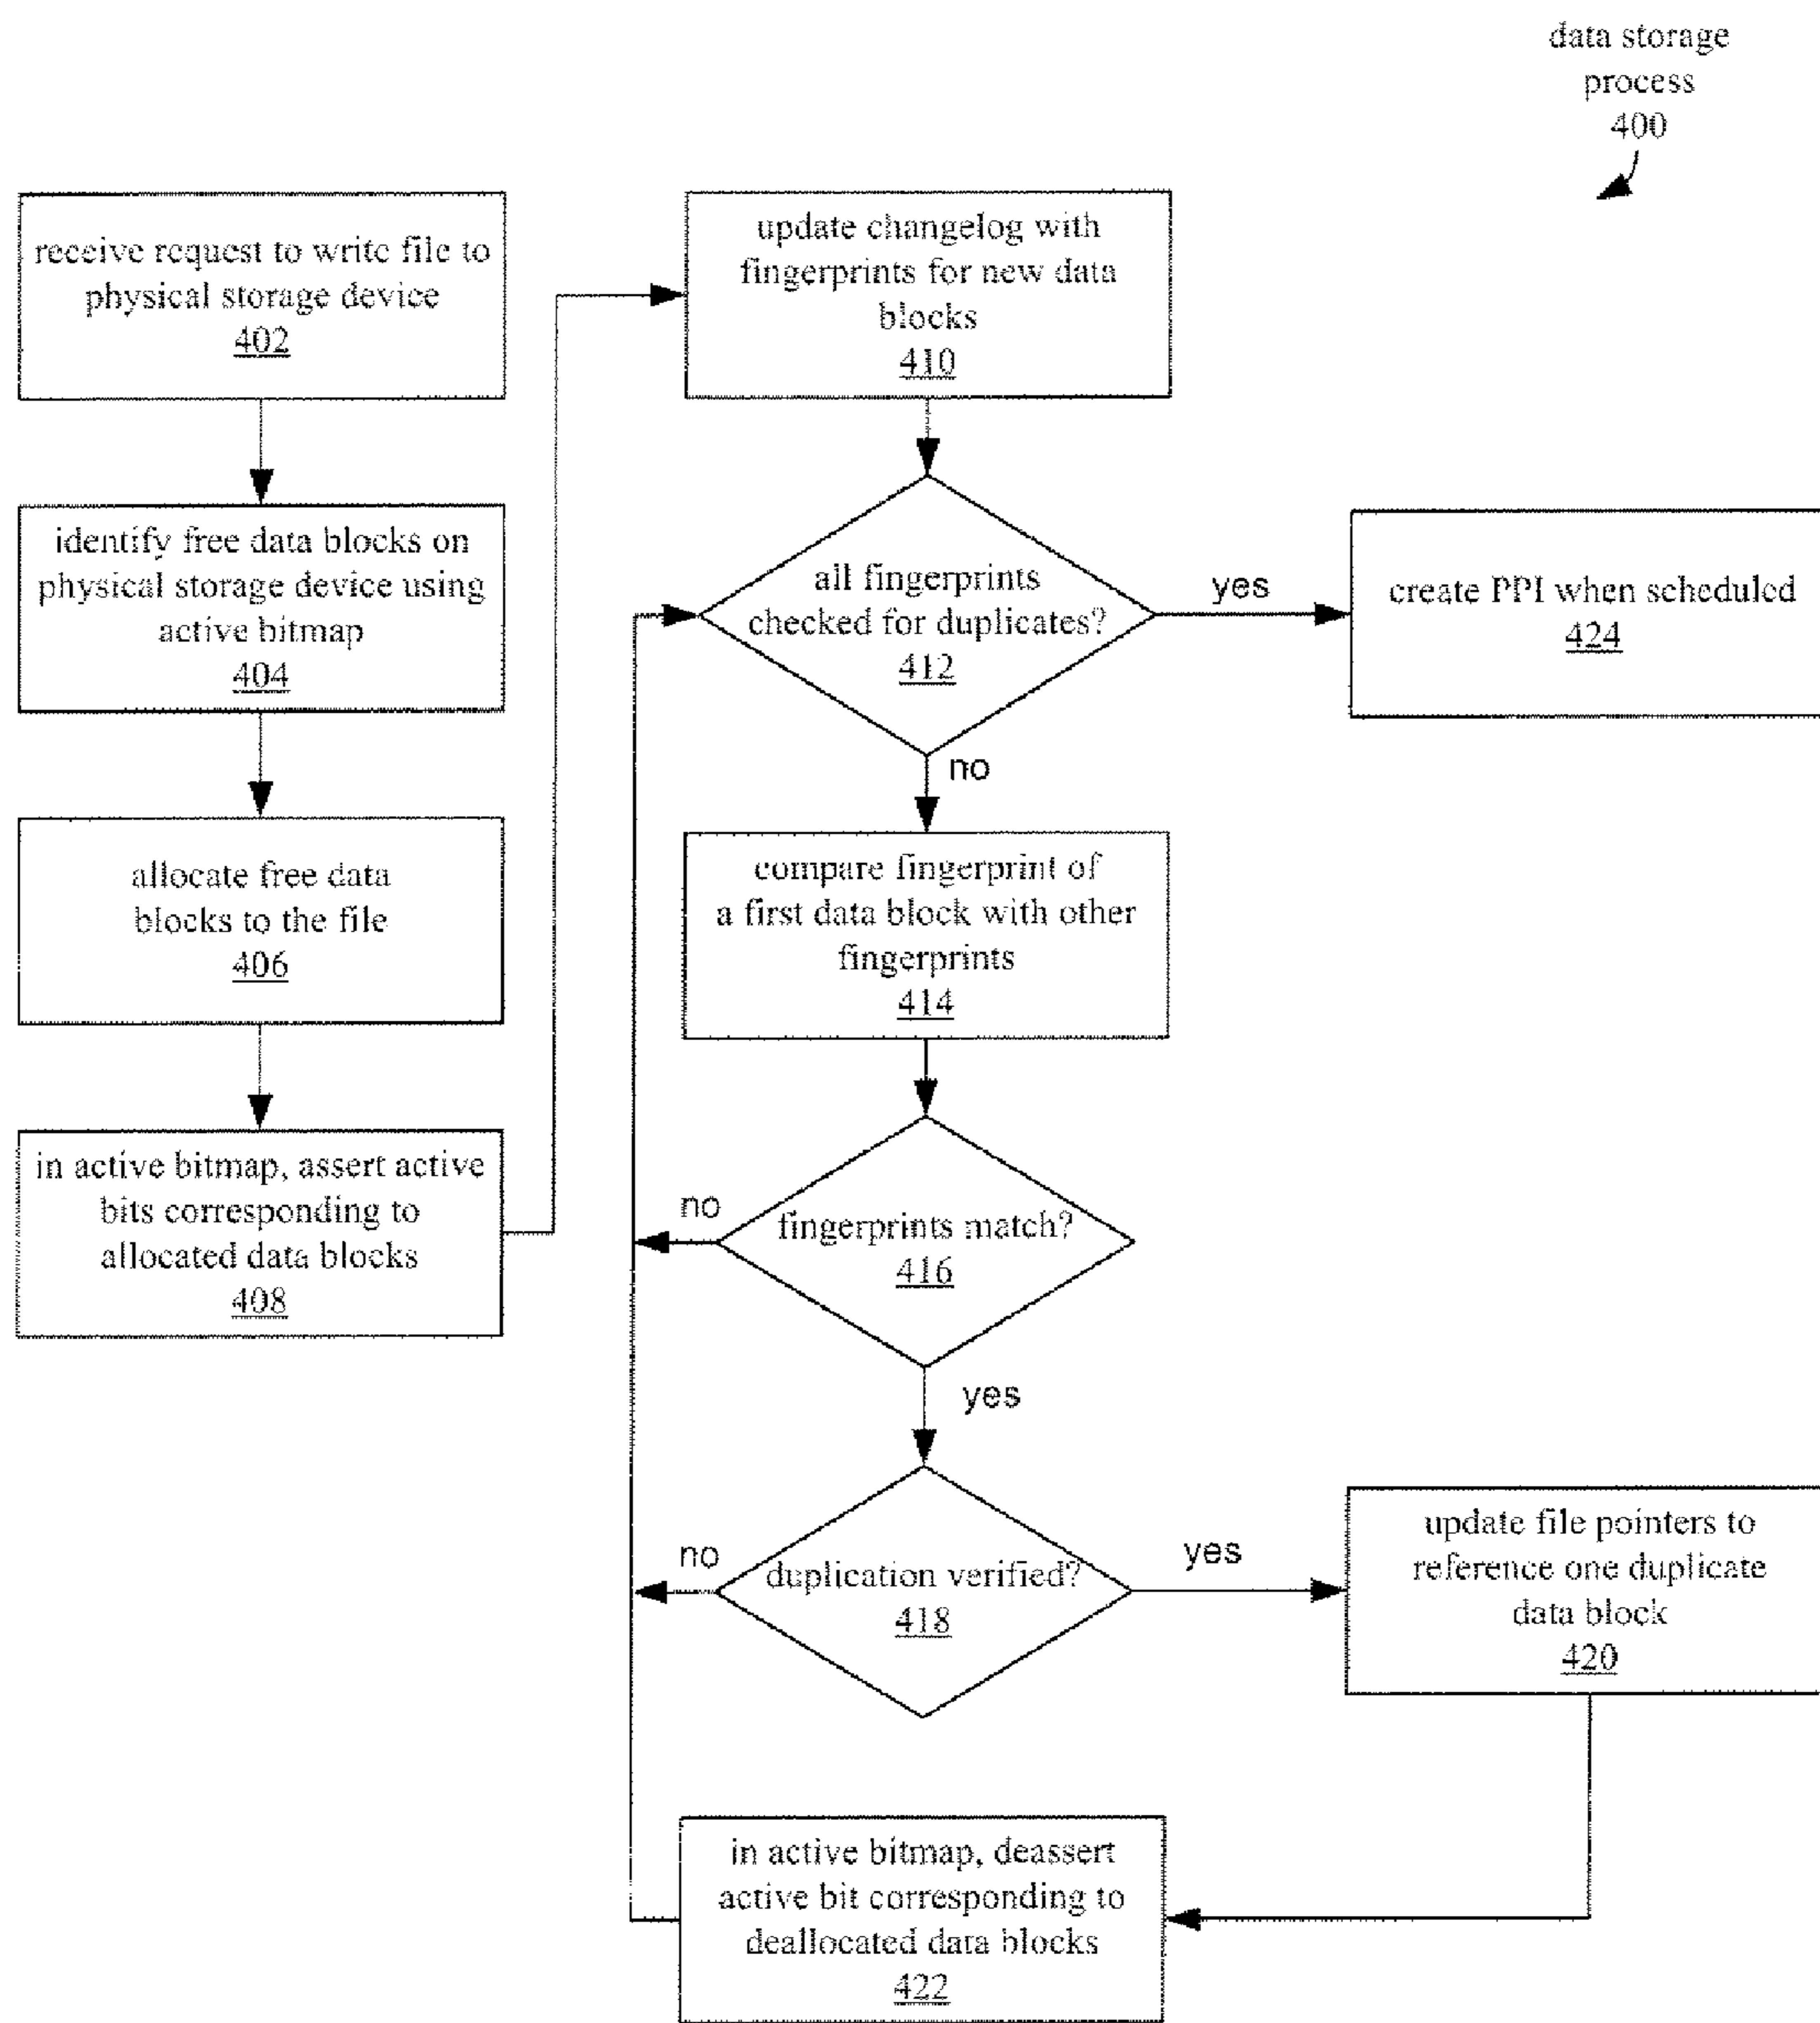 data storage
process
400
receive request to write file to
physical storage device
402
identify free data blocks on
physical storage device using
active bitmap
404
allocate free data
blocks to the file
406
in active bitmap, assert active
bits corresponding to
allocated data blocks
408
update changelog with
fingerprints for new data
blocks
410
all fingerprints
checked for duplicates?
412
yes
create PPI when scheduled
424
no
compare fingerprint of
a first data block with other
fingerprints
414
no
fingerprints match?
416
yes
no
duplication verified?
418
yes
update file pointers to
reference one duplicate
data block
420
in active bitmap, deassert
active bit corresponding to
deallocated data blocks
422